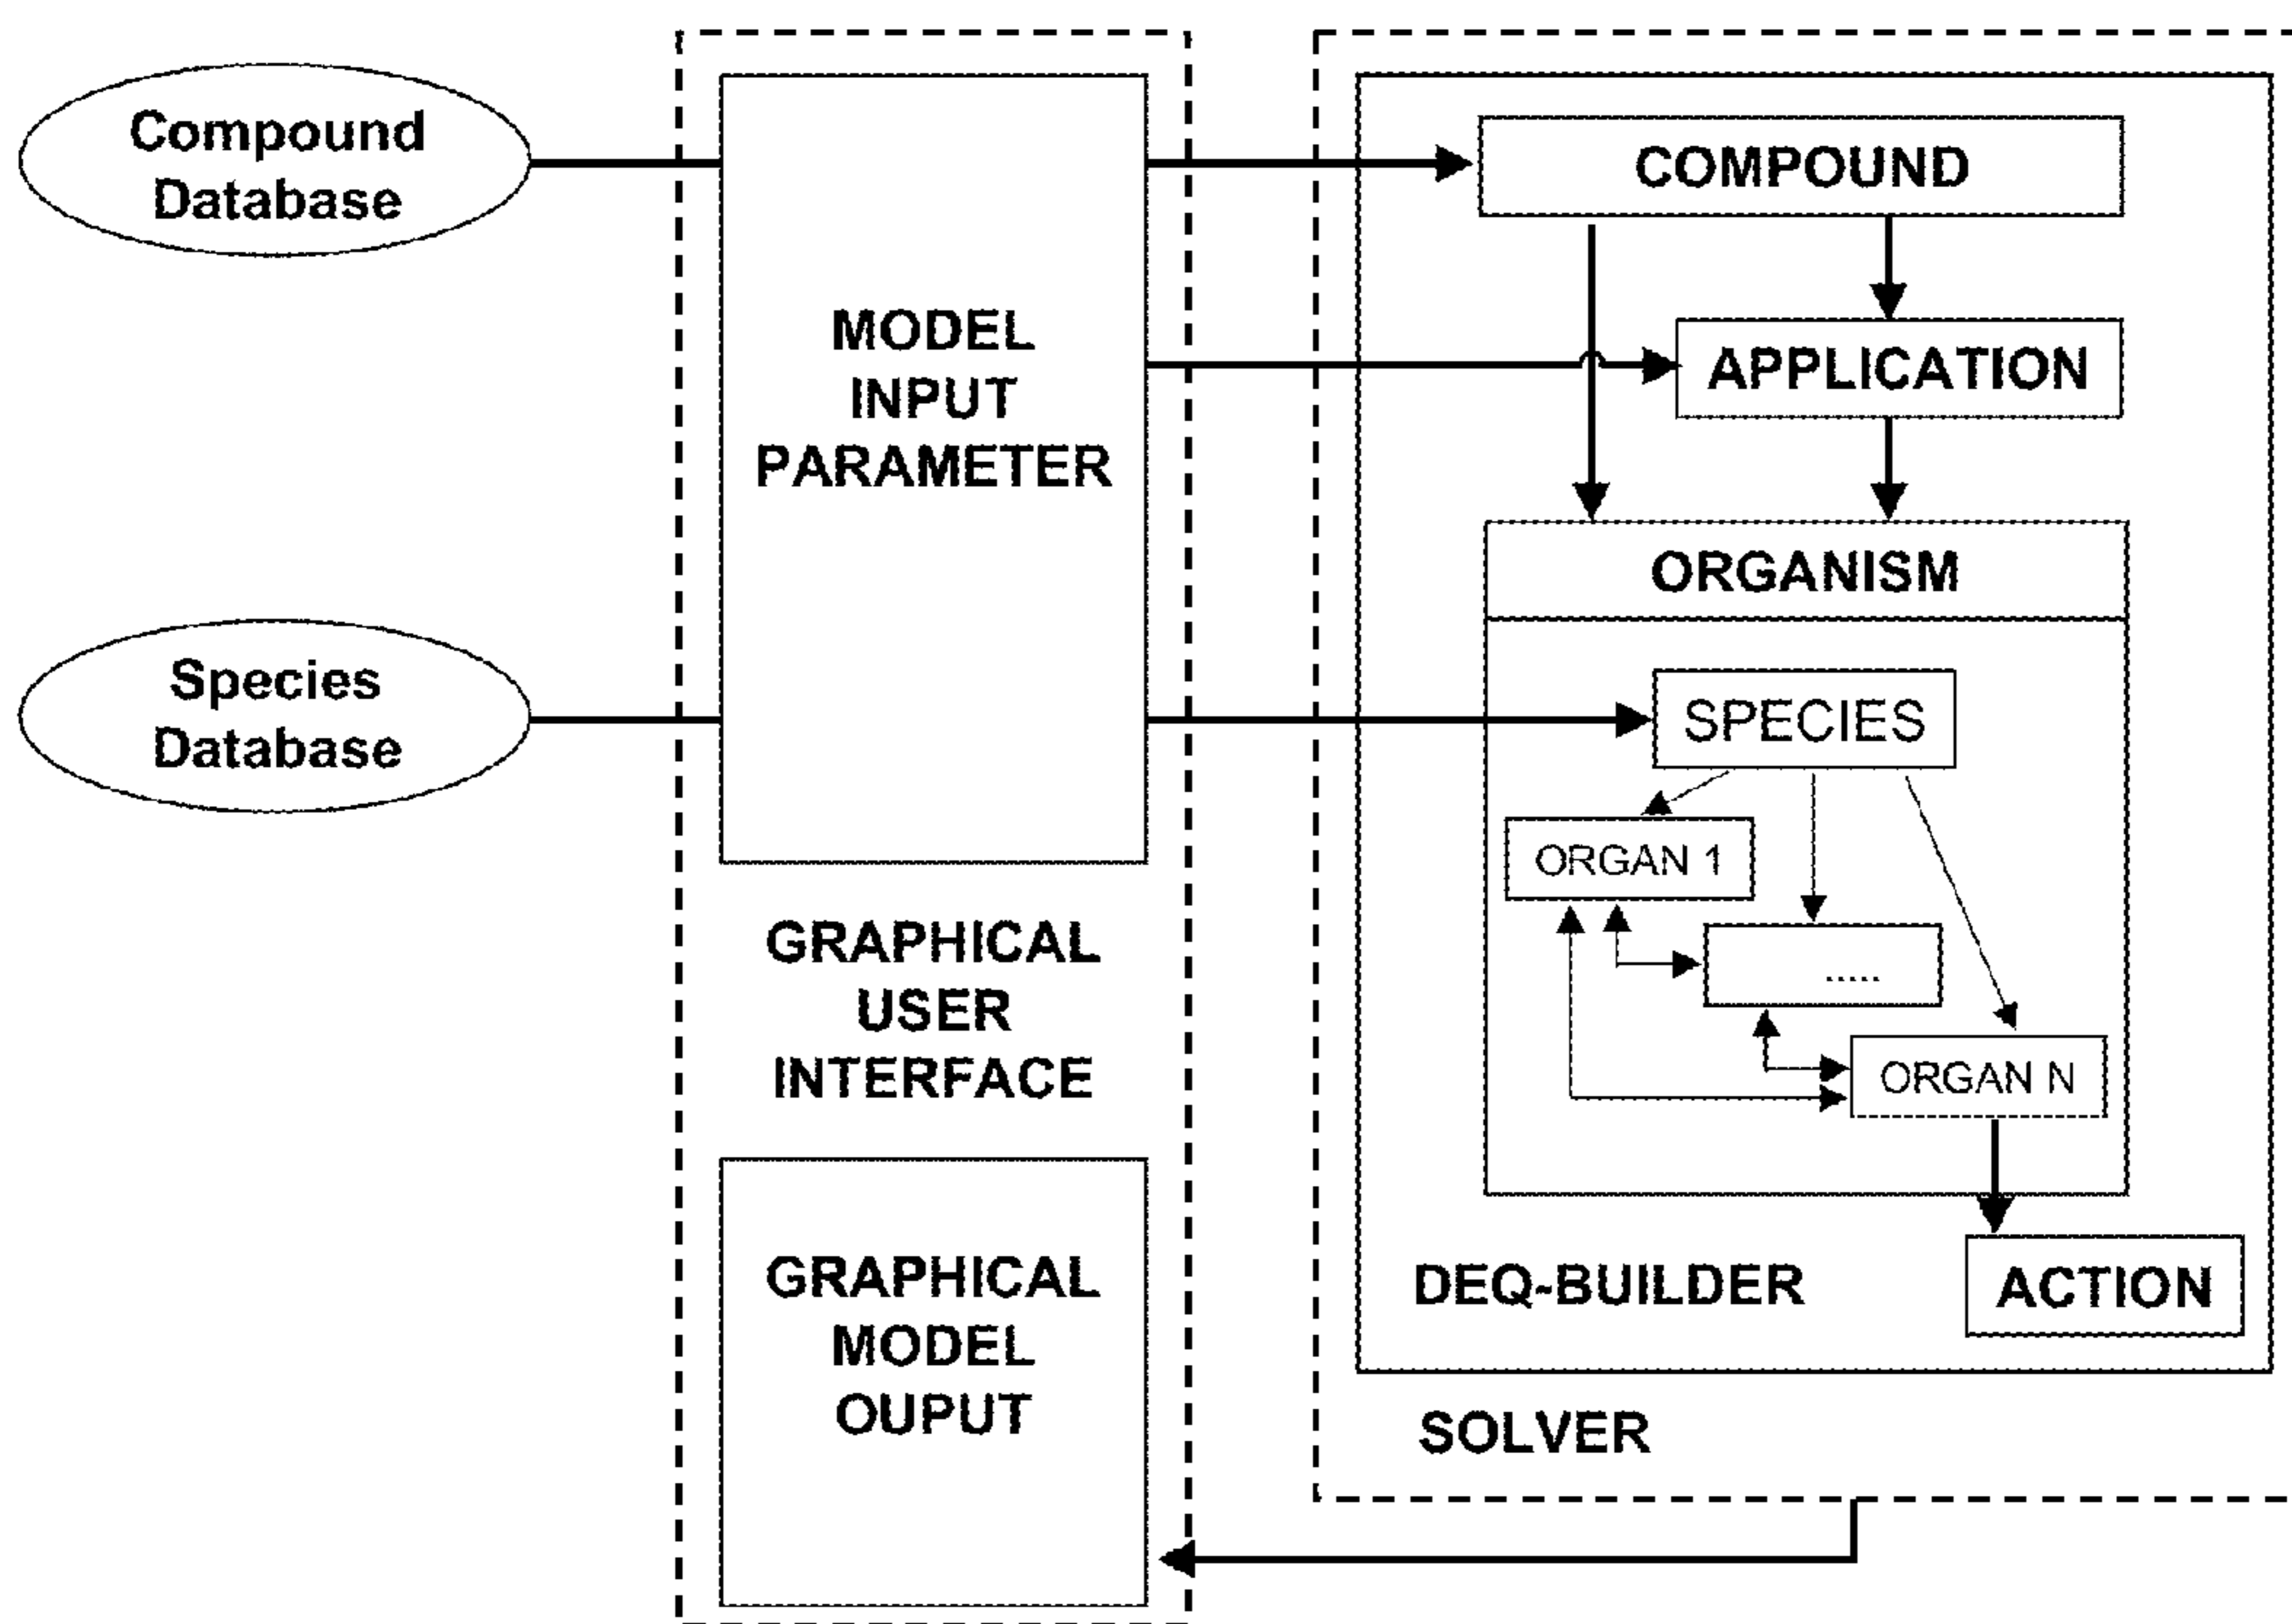 Compound
Database
Species
Database
MODEL
INPUT
PARAMETER
GRAPHICAL
USER
INTERFACE
GRAPHICAL
MODEL
OUPUT
COMPOUND
APPLICATION
ORGANISM
SPECIES
ORGAN 1
.....
ORGAN N
DEQ-BUILDER
ACTION
SOLVER